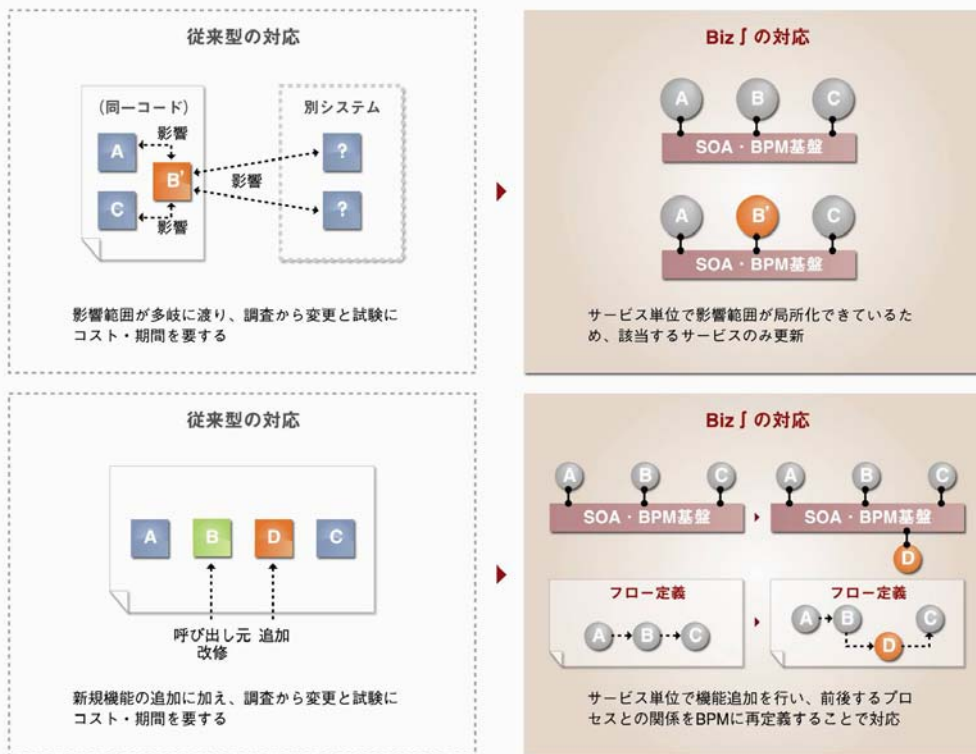 従来型の対応
(同一コード)
影響
A
B'
C
影響
影響
別システム
?
?
影響範囲が多岐に渡り、調査から変更と試験に
コスト・期間を要する
Biz∫の対応
A
B
C
SOA・BPM基盤
A
B'
C
SOA・BPM基盤
サービス単位で影響範囲が局所化できているた
め、該当するサービスのみ更新
従来型の対応
A
B
D
C
呼び出し元 追加
改修
新規機能の追加に加え、調査から変更と試験に
コスト・期間を要する
Biz∫の対応
A
B
C
SOA・BPM基盤
A
B
C
SOA・BPM基盤
D
フロー定義
A
B
C
フロー定義
A
B
C
D
サービス単位で機能追加を行い、前後するプロ
セスとの関係をBPMに再定義することで対応